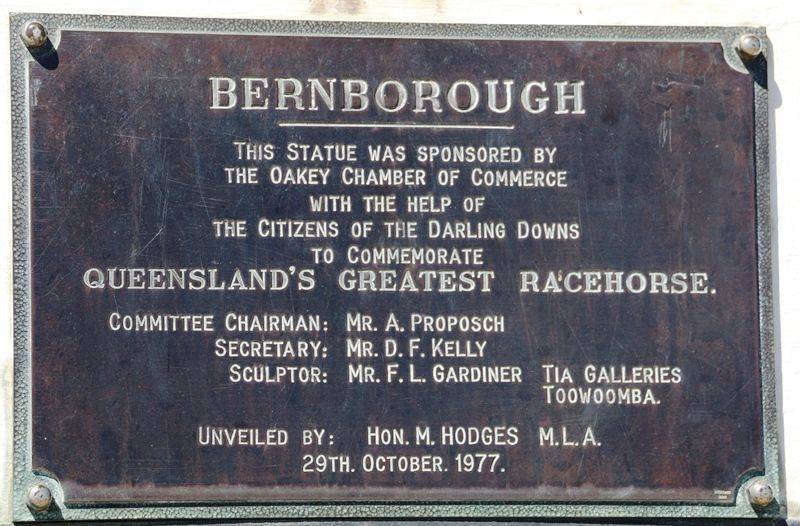 BERNBOROUGH
THIS STATUE WAS SPONSORED BY
THE OAKEY CHAMBER OF COMMERCE
WITH THE HELP OF
THE CITIZENS OF THE DARLING DOWNS
TO COMMEMORATE
QUEENSLAND'S GREATEST RACEHORSE.
COMMITTEE CHAIRMAN: MR. A. PROPOSCH
SECRETARY: MR. D. F. KELLY
SCULPTOR: MR. F. L. GARDINER TIA GALLERIES
TOOWOOMBA.
UNVEILED BY: HON. M. HODGES M.L.A.
29TH. OCTOBER. 1977.